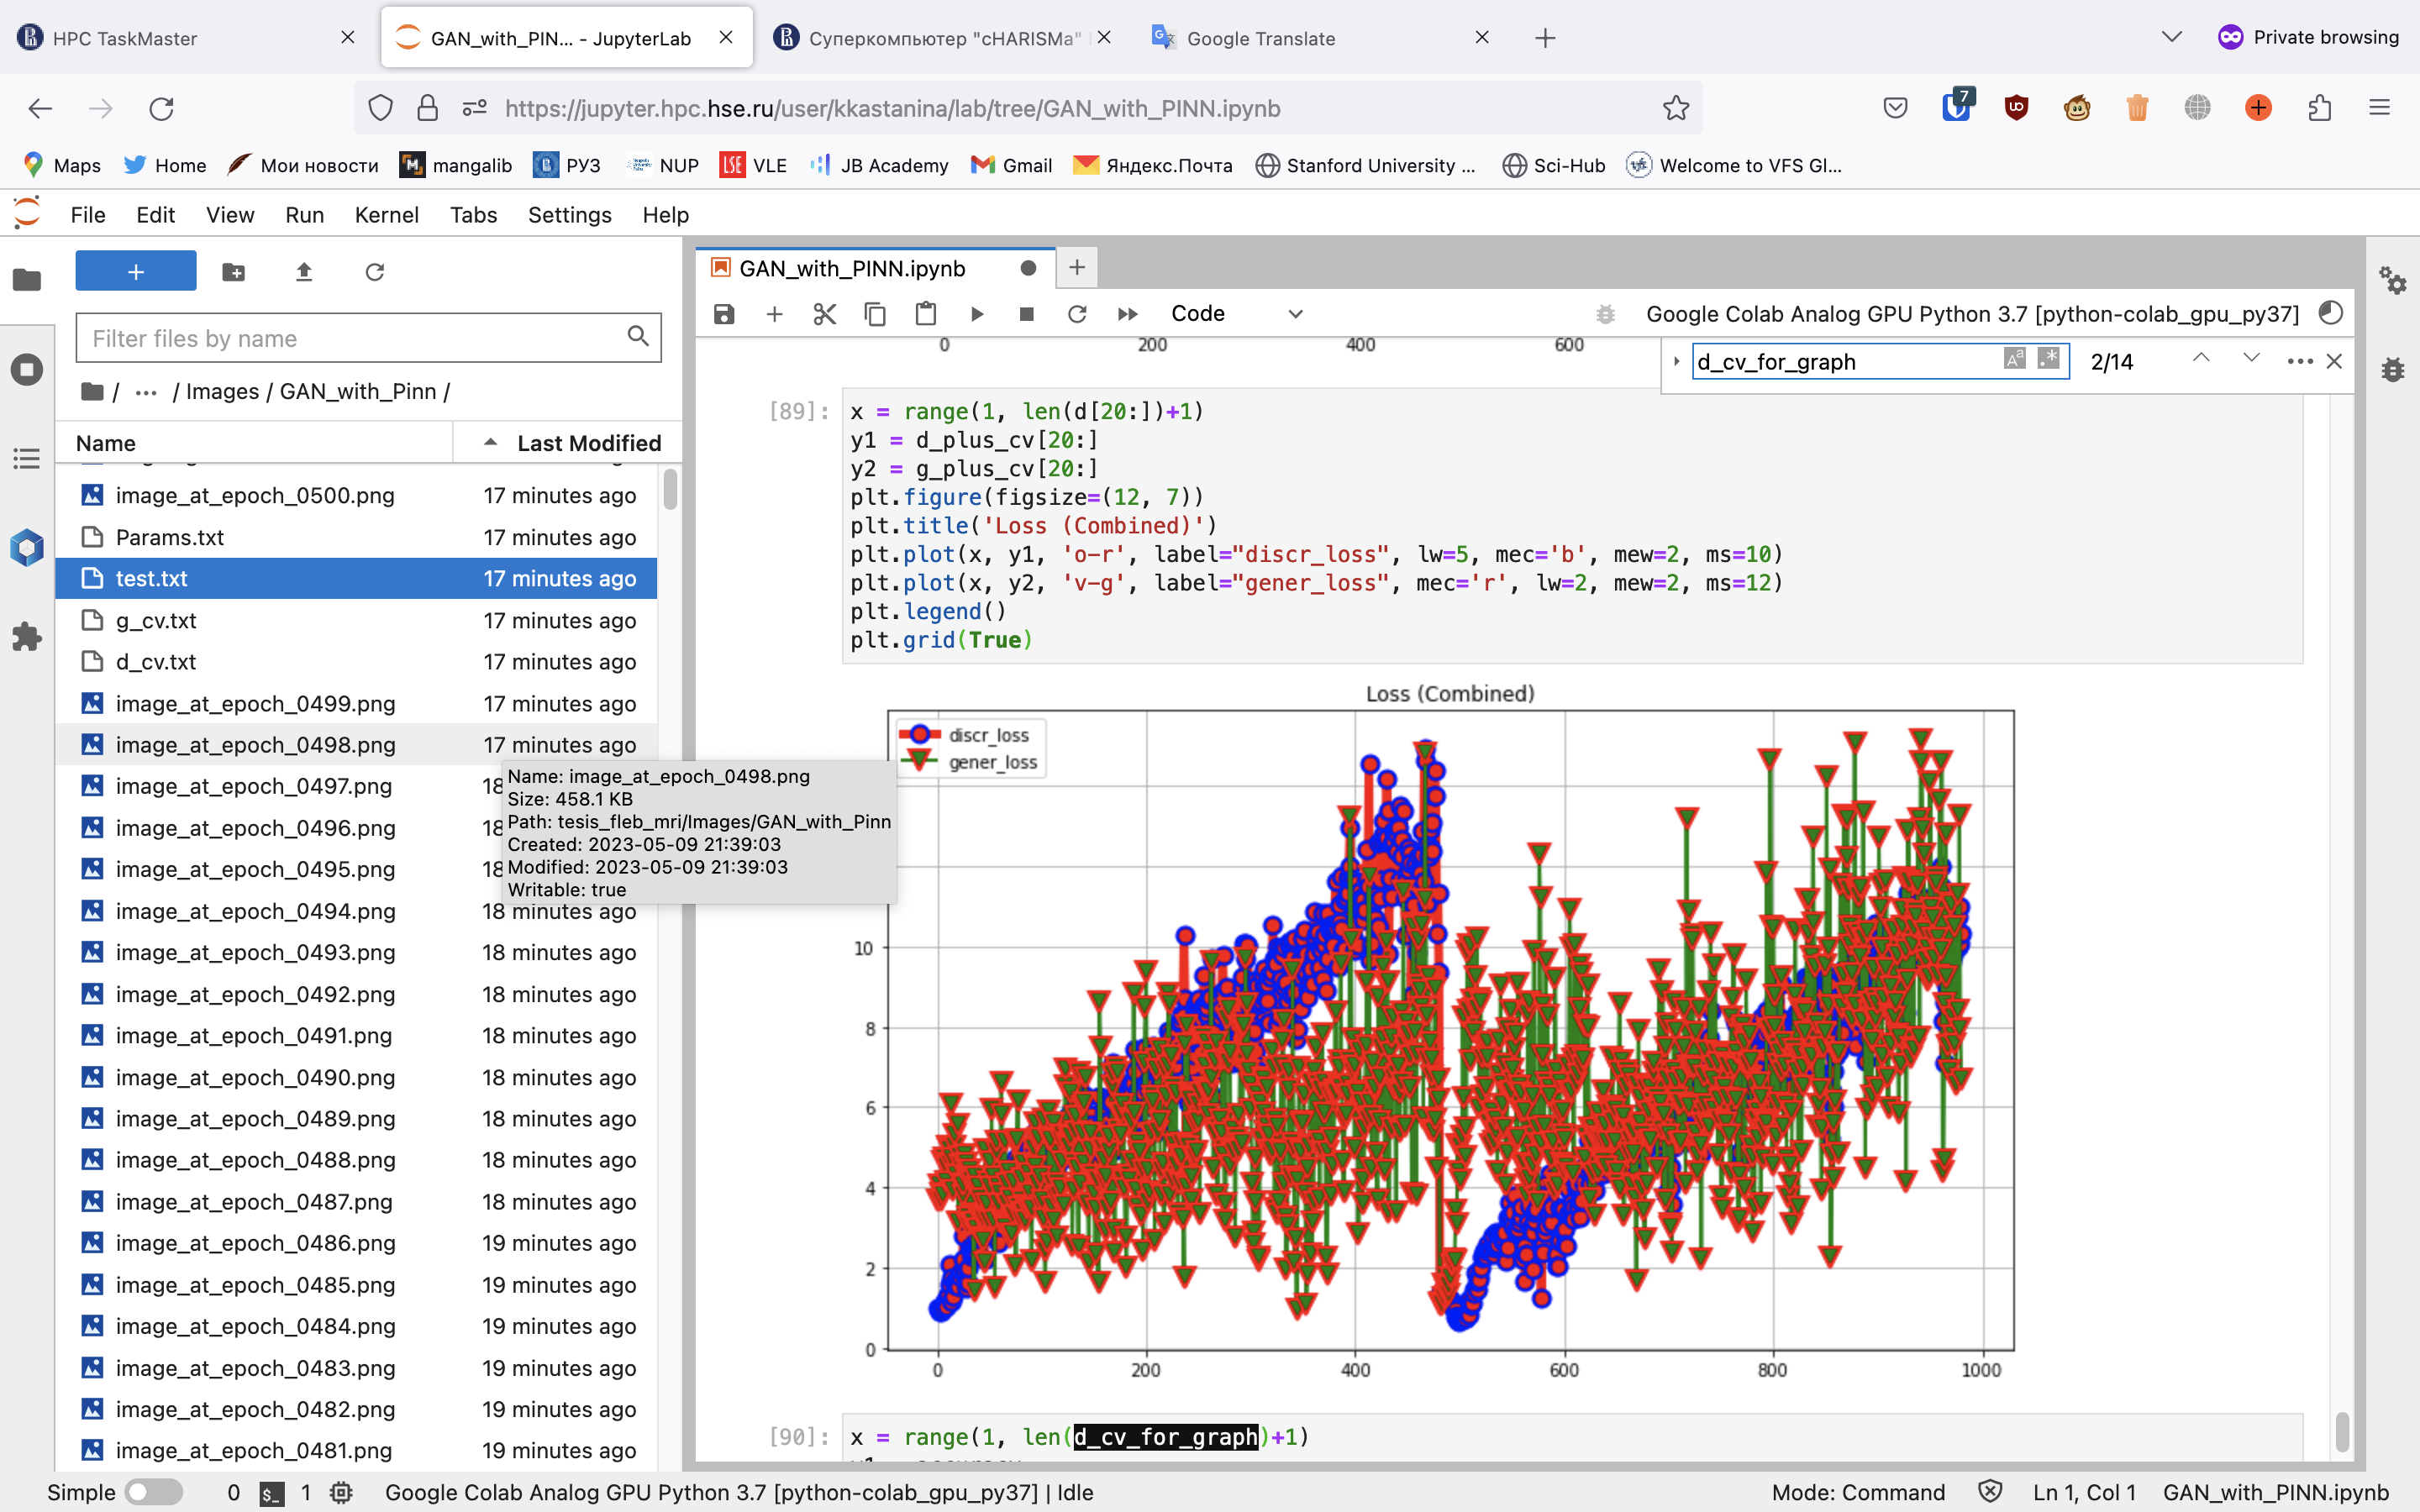 HPC TaskMaster
GAN_with_PIN... - JupyterLab
Суперкомпьютер "cHARISMa"
Google Translate
Private browsing
https://jupyter.hpc.hse.ru/user/kkastanina/lab/tree/GAN_with_PINN.ipynb
7
Maps
Home
Мои новости
mangalib
РУЗ
NUP
LSE
VLE
JB Academy
Gmail
Яндекс.Почта
Stanford University ...
Sci-Hub
Welcome to VFS Gl...
File Edit View Run Kernel Tabs Settings Help
Filter files by name
/ ... / Images / GAN_with_Pinn /
Name Last Modified
image_at_epoch_0500.png 17 minutes ago
Params.txt 17 minutes ago
test.txt 17 minutes ago
g_cv.txt 17 minutes ago
d_cv.txt 17 minutes ago
image_at_epoch_0499.png 17 minutes ago
image_at_epoch_0498.png 17 minutes ago
image_at_epoch_0497.png 18
image_at_epoch_0496.png 18
image_at_epoch_0495.png 18
image_at_epoch_0494.png 18 minutes ago
image_at_epoch_0493.png 18 minutes ago
image_at_epoch_0492.png 18 minutes ago
image_at_epoch_0491.png 18 minutes ago
image_at_epoch_0490.png 18 minutes ago
image_at_epoch_0489.png 18 minutes ago
image_at_epoch_0488.png 18 minutes ago
image_at_epoch_0487.png 18 minutes ago
image_at_epoch_0486.png 19 minutes ago
image_at_epoch_0485.png 19 minutes ago
image_at_epoch_0484.png 19 minutes ago
image_at_epoch_0483.png 19 minutes ago
image_at_epoch_0482.png 19 minutes ago
image_at_epoch_0481.png 19 minutes ago
Name: image_at_epoch_0498.png
Size: 458.1 KB
Path: tesis_fleb_mri/Images/GAN_with_Pinn
Created: 2023-05-09 21:39:03
Modified: 2023-05-09 21:39:03
Writable: true
GAN_with_PINN.ipynb
Code
Google Colab Analog GPU Python 3.7 [python-colab_gpu_py37]
0 200 400 600
d_cv_for_graph
2/14
[89]:
x = range(1, len(d[20:])+1)
y1 = d_plus_cv[20:]
y2 = g_plus_cv[20:]
plt.figure(figsize=(12, 7))
plt.title('Loss (Combined)')
plt.plot(x, y1, 'o-r', label="discr_loss", lw=5, mec='b', mew=2, ms=10)
plt.plot(x, y2, 'v-g', label="gener_loss", mec='r', lw=2, mew=2, ms=12)
plt.legend()
plt.grid(True)
Loss (Combined)
discr_loss
gener_loss
10
8
6
4
2
0
0 200 400 600 800 1000
[90]:
x = range(1, len(d_cv_for_graph)+1)
Simple
0
1
Google Colab Analog GPU Python 3.7 [python-colab_gpu_py37] | Idle
Mode: Command
Ln 1, Col 1
GAN_with_PINN.ipynb